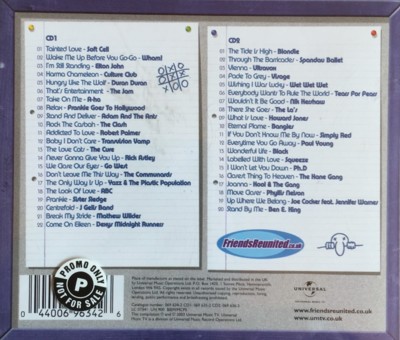 CD1
01 Tainted Love - Soft Cell
02 Wake Me Up Before You Go-Go - Wham!
03 I'm Still Standing - Elton John
04 Karma Chameleon - Culture Club
05 Hungry Like The Wolf - Duran Duran
06 That's Entertainment - The Jam
07 Take On Me - A-ha
08 Relax - Frankie Goes To Hollywood
09 Stand And Deliver - Adam And The Ants
10 Rock The Casbah - The Clash
11 Addicted To Love - Robert Palmer
12 Baby I Don't Care - Transvision Vamp
13 The Love Cats - The Cure
14 Never Gonna Give You Up - Rick Astley
15 We Close Our Eyes - Go West
16 Don't Leave Me This Way - The Communards
17 The Only Way Is Up - Yazz & The Plastic Population
18 The Look Of Love - ABC
19 Frankie - Sister Sledge
20 Centrefold - J Geils Band
21 Break My Stride - Matthew Wilder
22 Come On Eileen - Dexys Midnight Runners
CD2
01 The Tide Is High - Blondie
02 Through The Barricades - Spandau Ballet
03 Vienna - Ultravox
04 Fade To Grey - Visage
05 Wishing I Was Lucky - Wet Wet Wet
06 Everybody Wants To Rule The World - Tears For Fears
07 Wouldn't It Be Good - Nik Kershaw
08 There She Goes - The La's
09 What Is Love - Howard Jones
10 Eternal Flame - Bangles
11 If You Don't Know Me By Now - Simply Red
12 Everytime You Go Away - Paul Young
13 Wonderful Life - Black
14 Labelled With Love - Squeeze
15 I Won't Let You Down - Ph.D
16 Clarest Thing To Heaven - The Kane Gang
17 Joanna - Kool & The Gang
18 Move Closer - Phyllis Nelson
19 Up Where We Belong - Joe Cocker feat. Jennifer Warnes
20 Stand By Me - Ben E. King
FriendsReunited.co.uk
PROMO ONLY
P
NOT FOR SALE
0 44006 96342 6
UNIVERSAL
www.friendsreunited.co.uk
www.umtv.co.uk